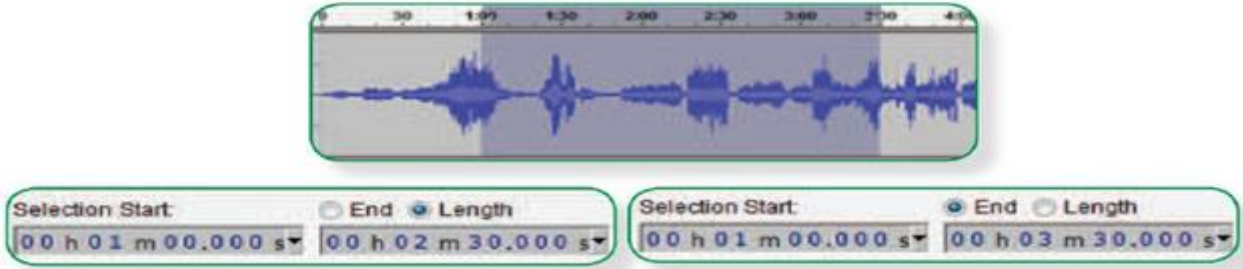 0 30 1:00 1:30 2:00 2:30 3:00 3:30 4:00
Selection Start: End Length
00 h 01 m 00.000 s 00 h 02 m 30.000 s
Selection Start: End Length
00 h 01 m 00.000 s 00 h 03 m 30.000 s